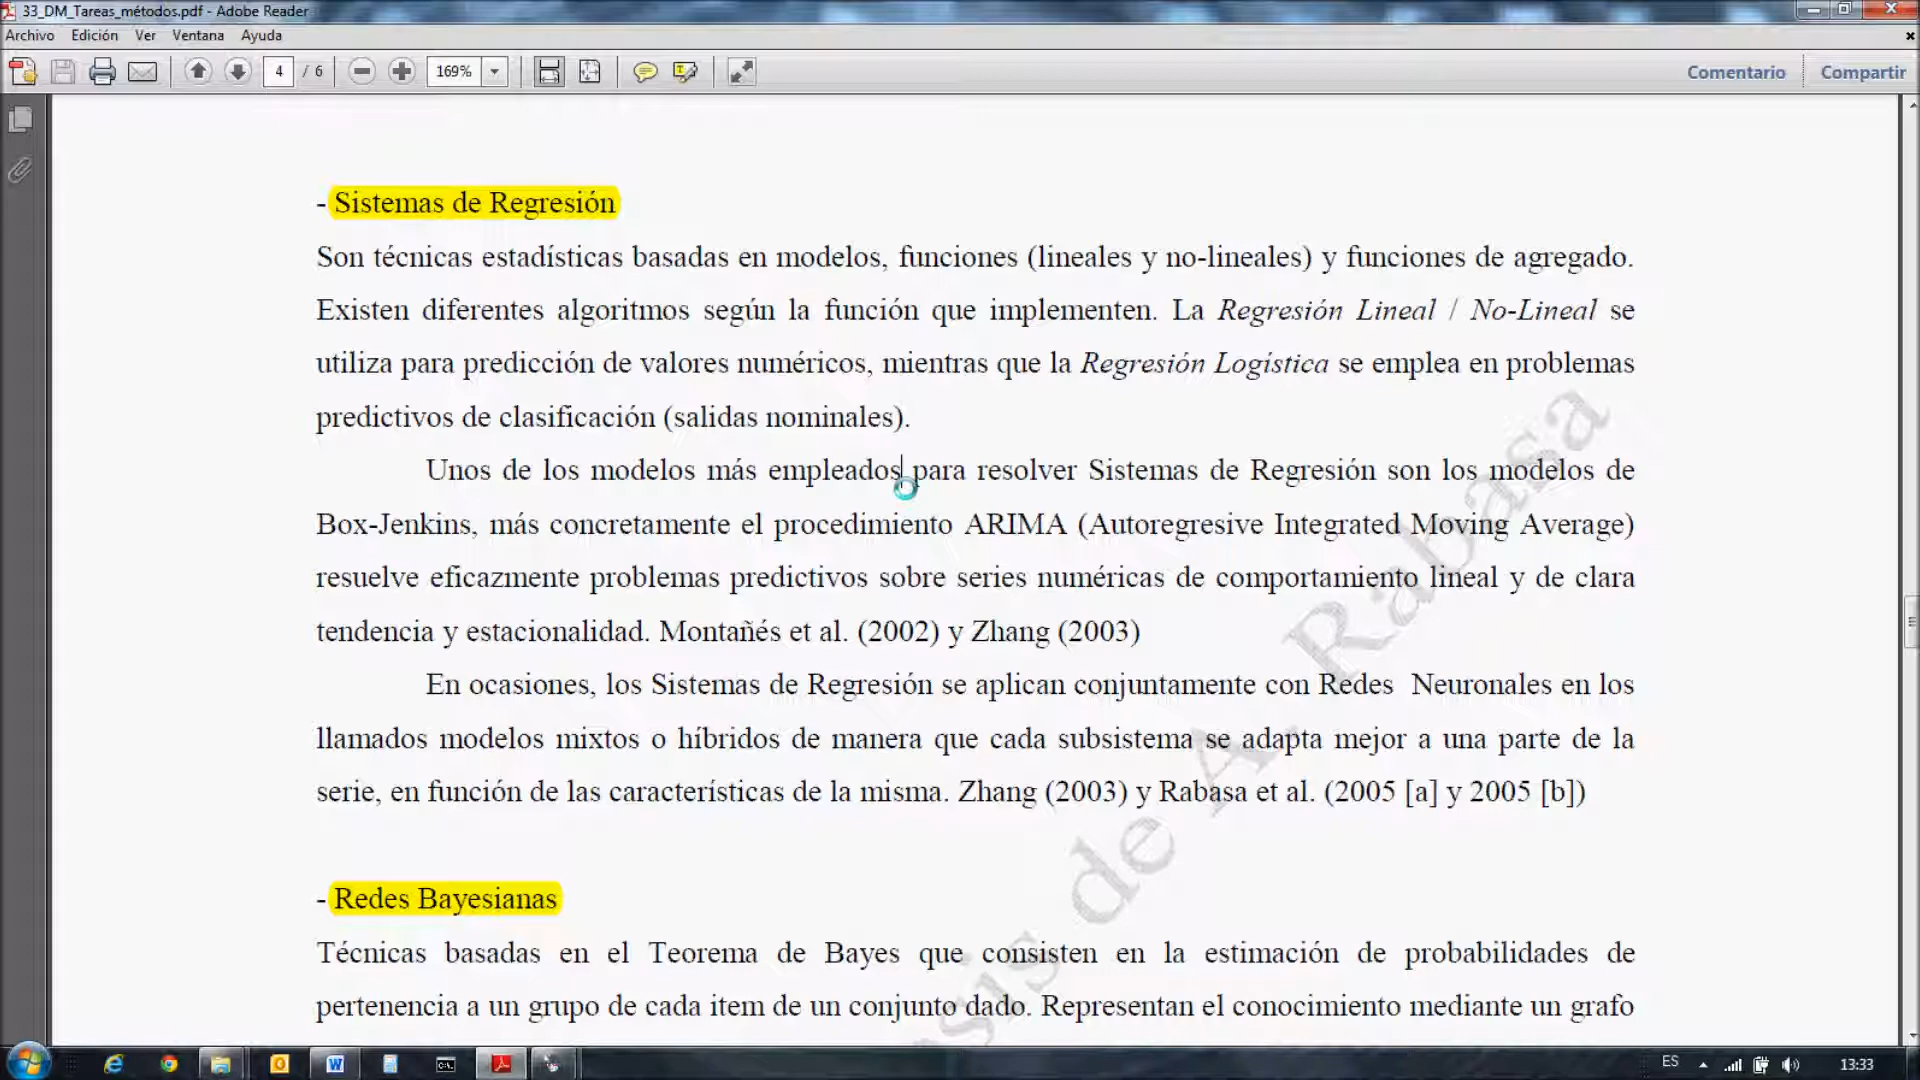 33_DM_Tareas_métodos.pdf - Adobe Reader
Archivo Edición Ver Ventana Ayuda
4 / 6 169% Comentario Compartir
- Sistemas de Regresión
Son técnicas estadísticas basadas en modelos, funciones (lineales y no-lineales) y funciones de agregado.
Existen diferentes algoritmos según la función que implementen. La Regresión Lineal / No-Lineal se
utiliza para predicción de valores numéricos, mientras que la Regresión Logística se emplea en problemas
predictivos de clasificación (salidas nominales).
Unos de los modelos más empleados para resolver Sistemas de Regresión son los modelos de
Box-Jenkins, más concretamente el procedimiento ARIMA (Autoregresive Integrated Moving Average)
resuelve eficazmente problemas predictivos sobre series numéricas de comportamiento lineal y de clara
tendencia y estacionalidad. Montañés et al. (2002) y Zhang (2003)
En ocasiones, los Sistemas de Regresión se aplican conjuntamente con Redes Neuronales en los
llamados modelos mixtos o híbridos de manera que cada subsistema se adapta mejor a una parte de la
serie, en función de las características de la misma. Zhang (2003) y Rabasa et al. (2005 [a] y 2005 [b])
- Redes Bayesianas
Técnicas basadas en el Teorema de Bayes que consisten en la estimación de probabilidades de
pertenencia a un grupo de cada item de un conjunto dado. Representan el conocimiento mediante un grafo
esis de A. Rabasa
ES 13:33